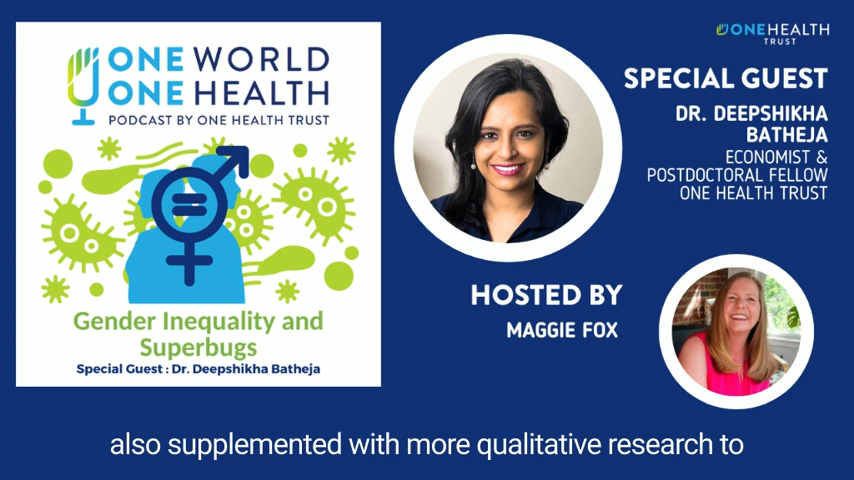 ONE WORLD
ONE HEALTH
PODCAST BY ONE HEALTH TRUST
Gender Inequality and
Superbugs
Special Guest : Dr. Deepshikha Batheja
ONEHEALTH
TRUST
SPECIAL GUEST
DR. DEEPSHIKHA
BATHEJA
ECONOMIST &
POSTDOCTORAL FELLOW
ONE HEALTH TRUST
HOSTED BY
MAGGIE FOX
also supplemented with more qualitative research to